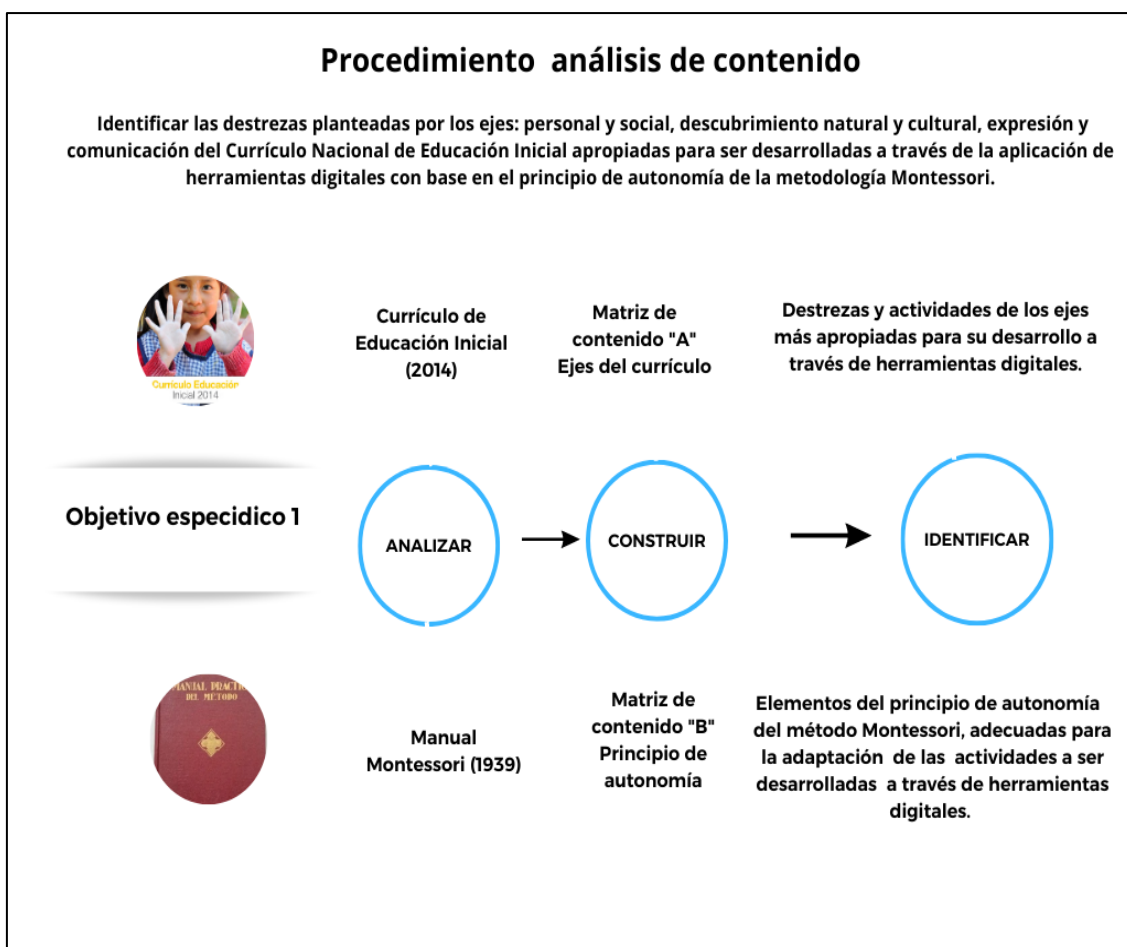 Procedimiento análisis de contenido
Identificar las destrezas planteadas por los ejes: personal y social, descubrimiento natural y cultural, expresión y
comunicación del Currículo Nacional de Educación Inicial apropiadas para ser desarrolladas a través de la aplicación de
herramientas digitales con base en el principio de autonomía de la metodología Montessori.
Currículo Educación
Inicial 2014
Currículo de
Educación Inicial
(2014)
Matriz de
contenido "A"
Ejes del currículo
Destrezas y actividades de los ejes
más apropiadas para su desarrollo a
través de herramientas digitales.
Objetivo especidico 1
ANALIZAR
CONSTRUIR
IDENTIFICAR
MANUAL PRACTIC
DEL METODO
Manual
Montessori (1939)
Matriz de
contenido "B"
Principio de
autonomía
Elementos del principio de autonomía
del método Montessori, adecuadas para
la adaptación de las actividades a ser
desarrolladas a través de herramientas
digitales.